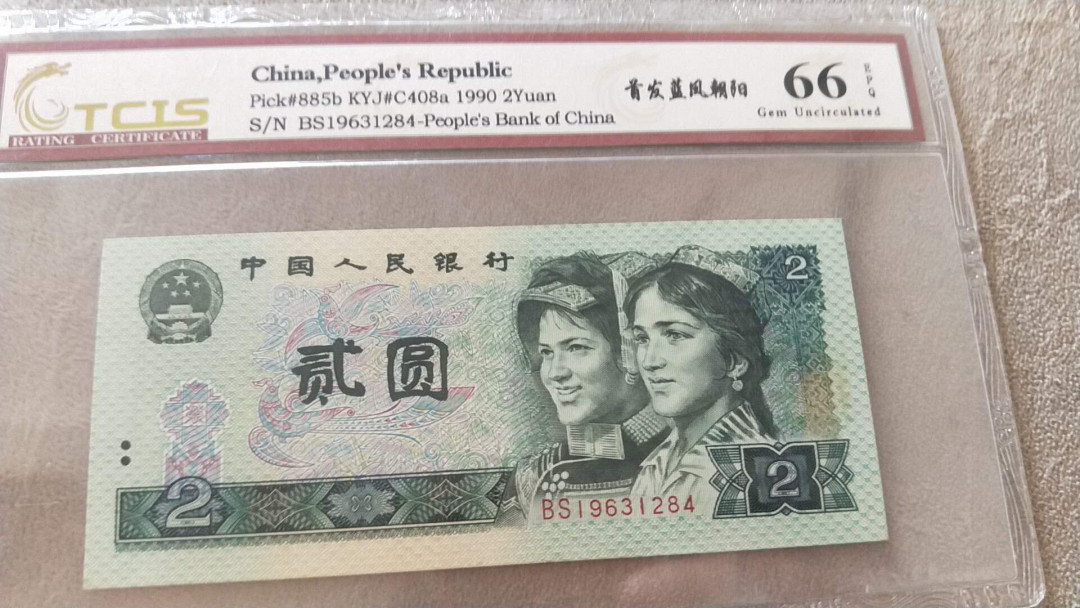 TCIS
RATING CERTIFICATE
China,People's Republic
Pick#885b KYJ#C408a 1990 2Yuan
S/N BS19631284-People's Bank of China
首发蓝凤朝阳
66
EPQ
Gem Uncirculated
中国人民银行
2
贰圆
2
2
BS19631284